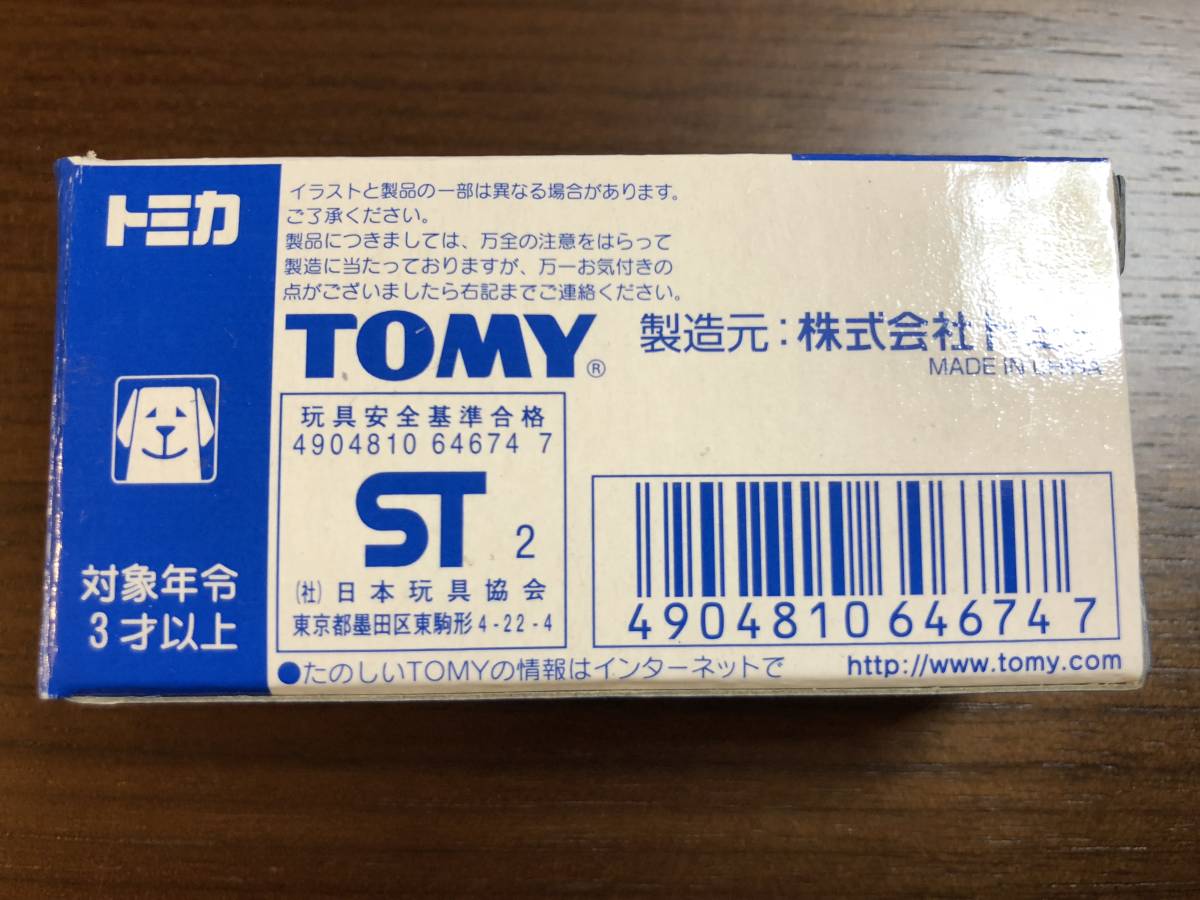 トミカ
対象年令
3才以上
イラストと製品の一部は異なる場合があります。
ご了承ください。
製品につきましては、万全の注意をはらって
製造に当たっておりますが、万一お気付きの
点がございましたら右記までご連絡ください。
TOMY®
製造元:株式会社
MADE IN CHINA
玩具安全基準合格
4904810 64674 7
ST 2
(社)日本玩具協会
東京都墨田区東駒形4-22-4
4904810646747
●たのしいTOMYの情報はインターネットで http://www.tomy.com